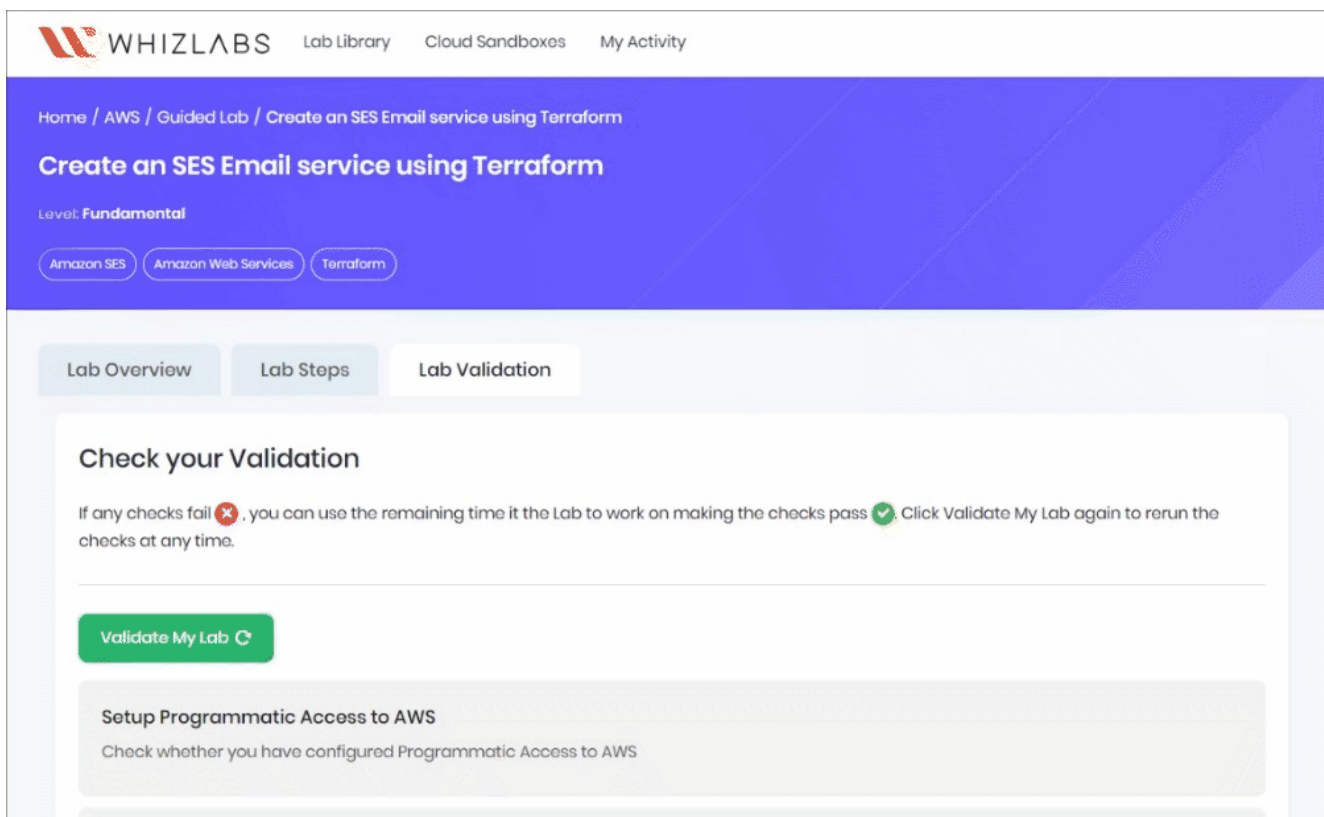 WHIZLABS Lab Library Cloud Sandboxes My Activity
Home / AWS / Guided Lab / Create an SES Email service using Terraform
Create an SES Email service using Terraform
Level: Fundamental
Amazon SES Amazon Web Services Terraform
Lab Overview Lab Steps Lab Validation
Check your Validation
If any checks fail , you can use the remaining time it the Lab to work on making the checks pass . Click Validate My Lab again to rerun the
checks at any time.
Validate My Lab
Setup Programmatic Access to AWS
Check whether you have configured Programmatic Access to AWS